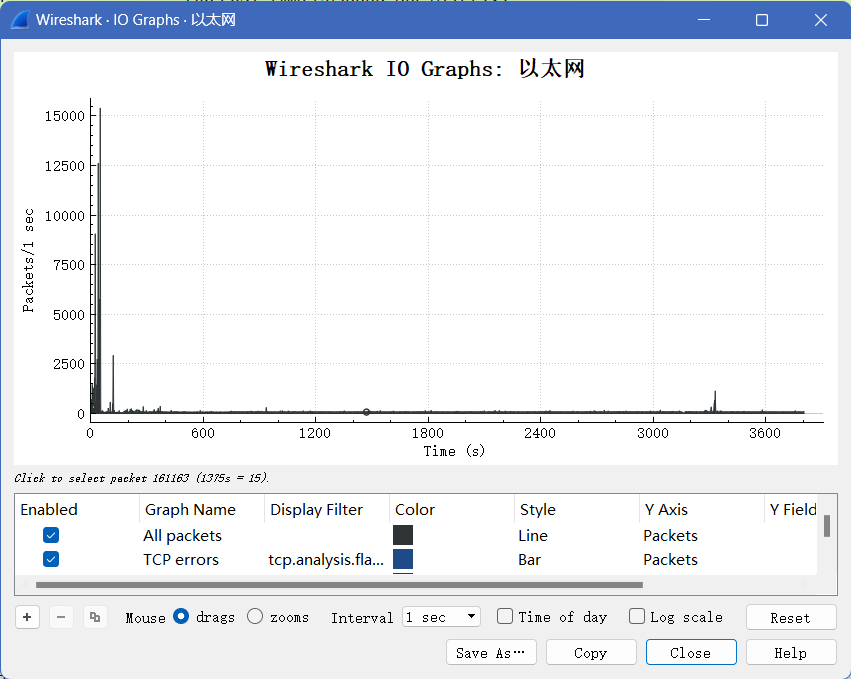 Wireshark · IO Graphs · 以太网
Wireshark IO Graphs: 以太网
15000
12500
10000
7500
5000
2500
0
Packets/1 sec
0 600 1200 1800 2400 3000 3600
Time (s)
Click to select packet 161163 (1375s = 15).
Enabled Graph Name Display Filter Color Style Y Axis Y Field
All packets Line Packets
TCP errors tcp.analysis.fla... Bar Packets
+ −
Mouse drags zooms Interval 1 sec Time of day Log scale Reset
Save As… Copy Close Help